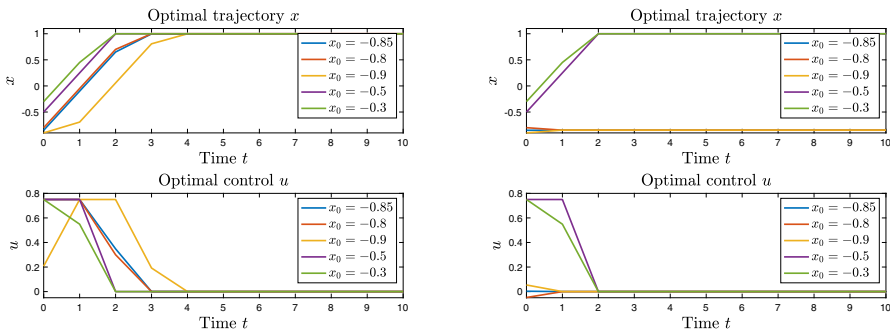 Optimal trajectory x
1
0.5
0
-0.5
x
0 1 2 3 4 5 6 7 8 9 10
Time t
x₀ = −0.85
x₀ = −0.8
x₀ = −0.9
x₀ = −0.5
x₀ = −0.3
Optimal trajectory x
1
0.5
0
-0.5
x
0 1 2 3 4 5 6 7 8 9 10
Time t
x₀ = −0.85
x₀ = −0.8
x₀ = −0.9
x₀ = −0.5
x₀ = −0.3
Optimal control u
0.8
0.6
0.4
0.2
0
u
0 1 2 3 4 5 6 7 8 9 10
Time t
x₀ = −0.85
x₀ = −0.8
x₀ = −0.9
x₀ = −0.5
x₀ = −0.3
Optimal control u
0.8
0.6
0.4
0.2
0
u
0 1 2 3 4 5 6 7 8 9 10
Time t
x₀ = −0.85
x₀ = −0.8
x₀ = −0.9
x₀ = −0.5
x₀ = −0.3